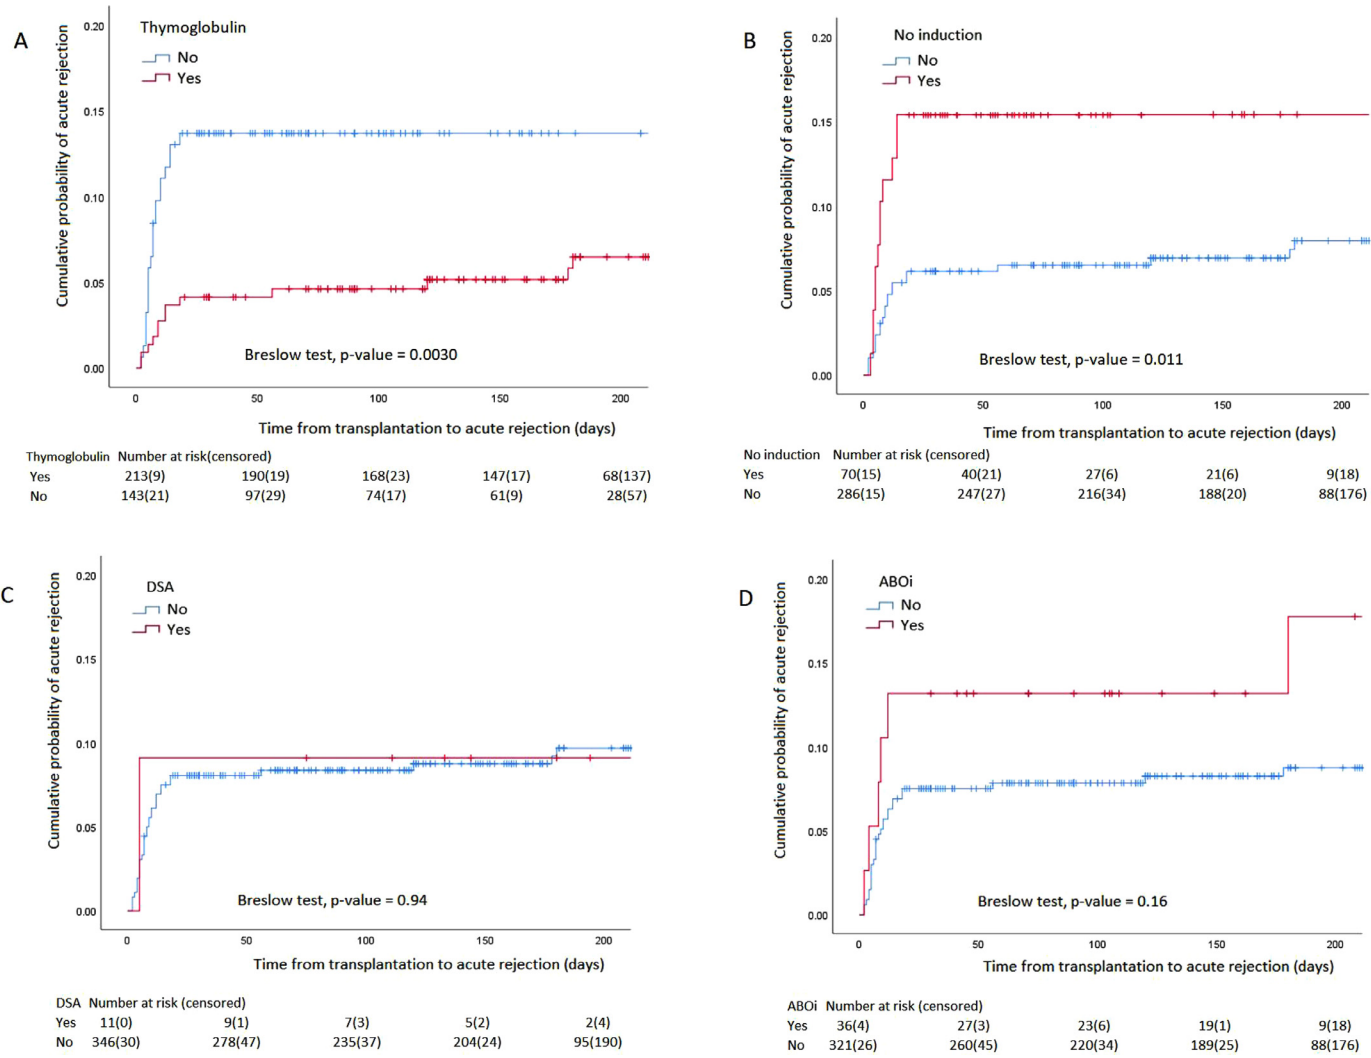 A
Thymoglobulin
No
Yes
Cumulative probability of acute rejection
0.20
0.15
0.10
0.05
0.00
Breslow test, p-value = 0.0030
0 50 100 150 200
Time from transplantation to acute rejection (days)
Thymoglobulin Number at risk(censored)
Yes 213(9) 190(19) 168(23) 147(17) 68(137)
No 143(21) 97(29) 74(17) 61(9) 28(57)
B
No induction
No
Yes
Cumulative probability of acute rejection
0.20
0.15
0.10
0.05
0.00
Breslow test, p-value = 0.011
0 50 100 150 200
Time from transplantation to acute rejection (days)
No induction Number at risk (censored)
Yes 70(15) 40(21) 27(6) 21(6) 9(18)
No 286(15) 247(27) 216(34) 188(20) 88(176)
C
DSA
No
Yes
Cumulative probability of acute rejection
0.20
0.15
0.10
0.05
0.00
Breslow test, p-value = 0.94
0 50 100 150 200
Time from transplantation to acute rejection (days)
DSA Number at risk (censored)
Yes 11(0) 9(1) 7(3) 5(2) 2(4)
No 346(30) 278(47) 235(37) 204(24) 95(190)
D
ABOi
No
Yes
Cumulative probability of acute rejection
0.20
0.15
0.10
0.05
0.00
Breslow test, p-value = 0.16
0 50 100 150 200
Time from transplantation to acute rejection (days)
ABOi Number at risk (censored)
Yes 36(4) 27(3) 23(6) 19(1) 9(18)
No 321(26) 260(45) 220(34) 189(25) 88(176)